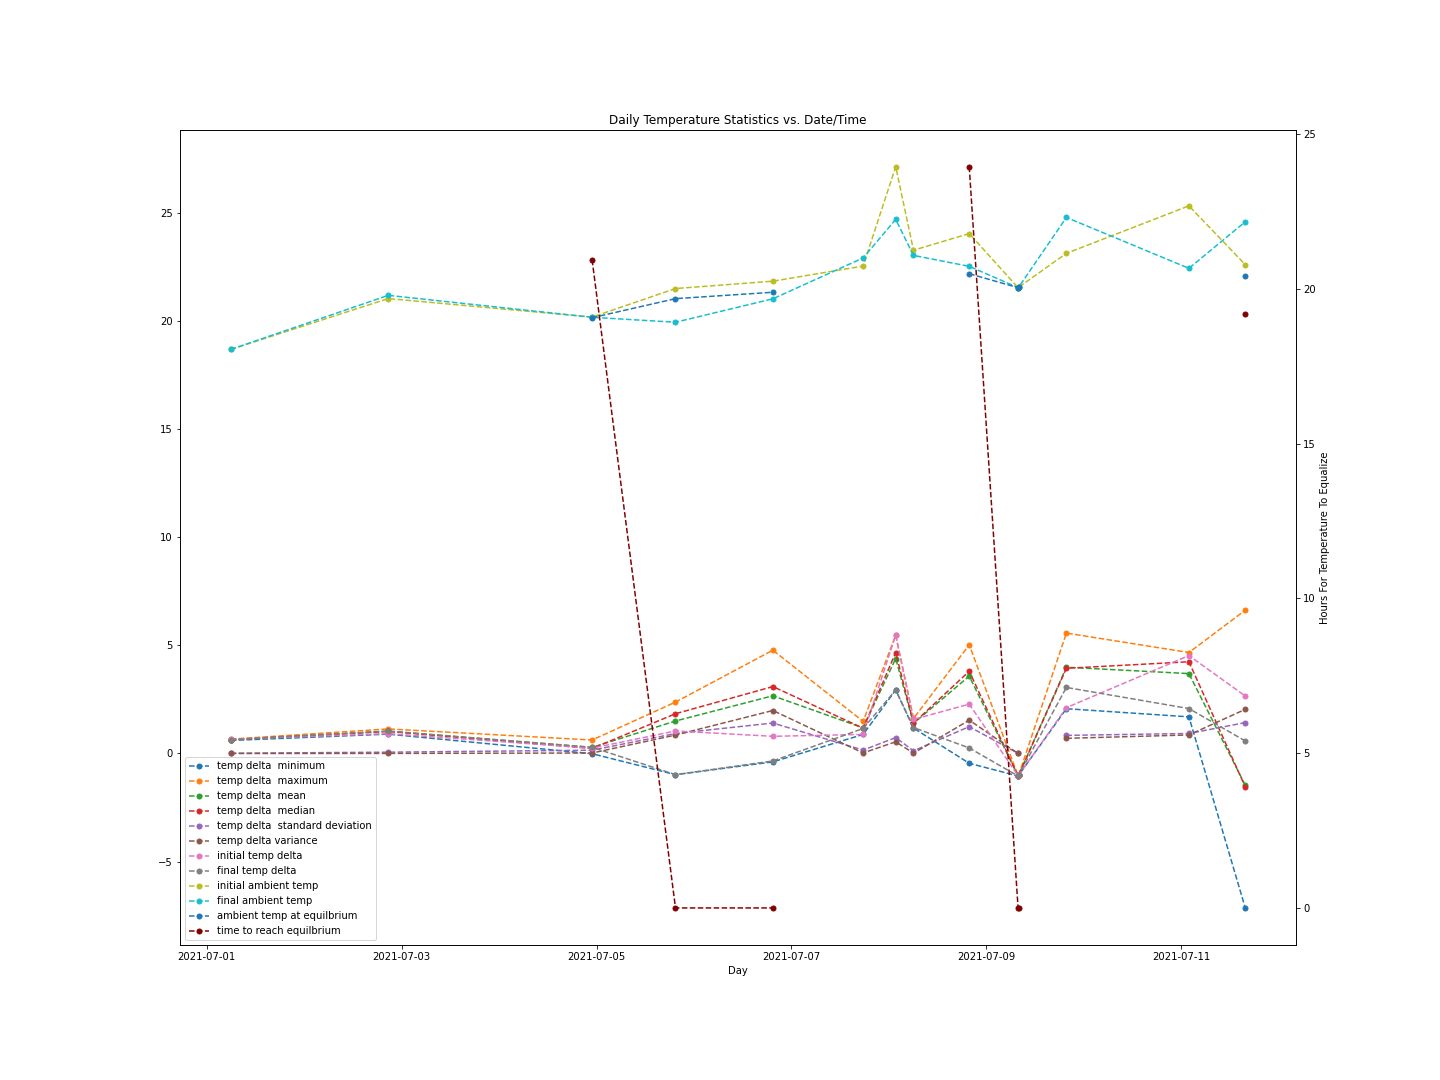 Daily Temperature Statistics vs. Date/Time
25
20
15
10
5
0
−5
25
20
15
10
5
0
Hours For Temperature To Equalize
temp delta  minimum
temp delta  maximum
temp delta  mean
temp delta  median
temp delta  standard deviation
temp delta variance
initial temp delta
final temp delta
initial ambient temp
final ambient temp
ambient temp at equilbrium
time to reach equilbrium
2021-07-01 2021-07-03 2021-07-05 2021-07-07 2021-07-09 2021-07-11
Day